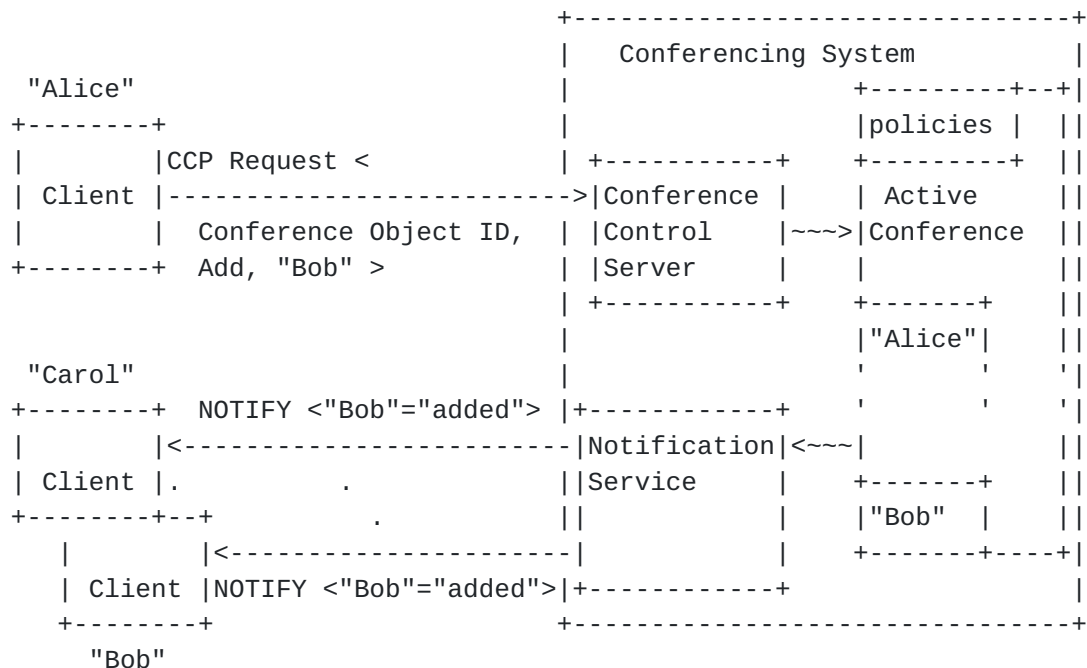 Conferencing System
"Alice"
policies
CCP Request <
Client Conference Active
Conference Object ID, Control ~~~> Conference
Add, "Bob" > Server
"Alice"
"Carol"
NOTIFY <"Bob"="added">
Notification <~~~
Client . . Service
. "Bob"
Client NOTIFY <"Bob"="added">
"Bob"